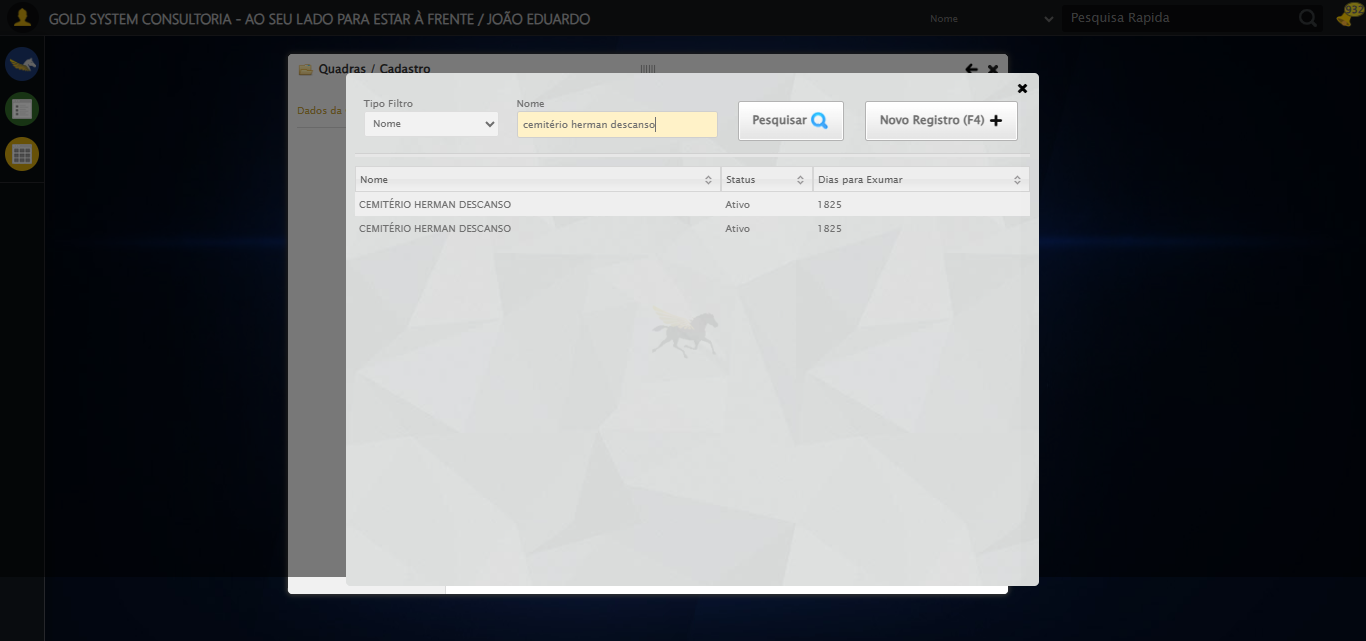 GOLD SYSTEM CONSULTORIA - AO SEU LADO PARA ESTAR À FRENTE / JOÃO EDUARDO
Nome
Pesquisa Rapida
932
Quadras / Cadastro
Dados da
Tipo Filtro
Nome
Nome
cemitério herman descanso
Pesquisar
Novo Registro (F4)
Nome Status Dias para Exumar
CEMITÉRIO HERMAN DESCANSO Ativo 1825
CEMITÉRIO HERMAN DESCANSO Ativo 1825